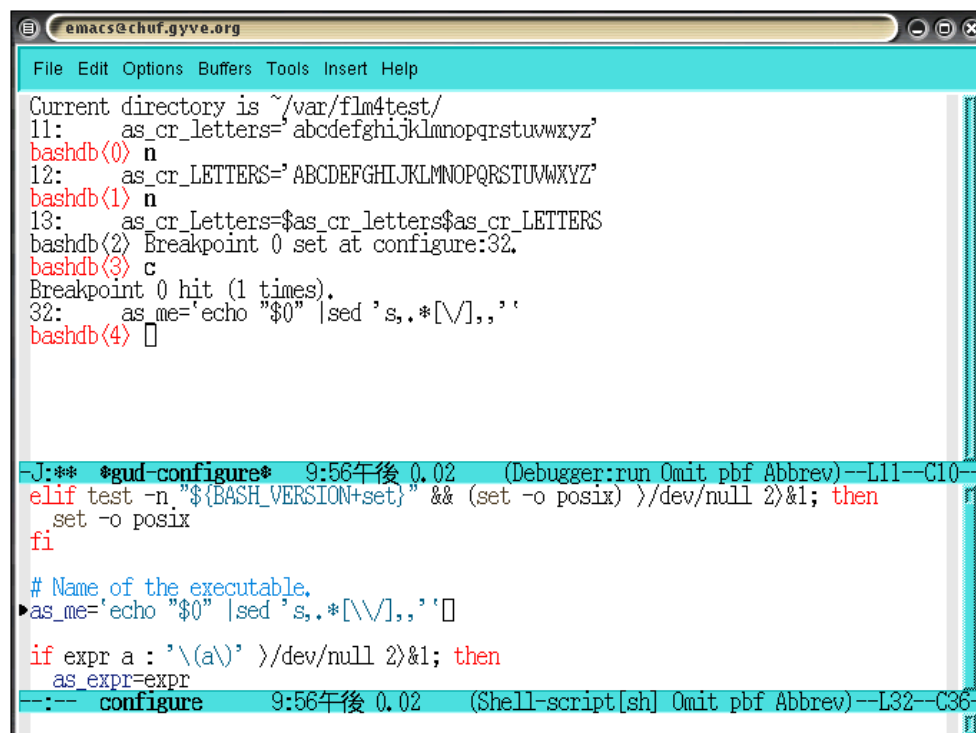 emacs@chuf.gyve.org
File Edit Options Buffers Tools Insert Help
Current directory is ~/var/flm4test/
11:     as_cr_letters='abcdefghijklmnopqrstuvwxyz'
bashdb<0> n
12:     as_cr_LETTERS='ABCDEFGHIJKLMNOPQRSTUVWXYZ'
bashdb<1> n
13:     as_cr_Letters=$as_cr_letters$as_cr_LETTERS
bashdb<2> Breakpoint 0 set at configure:32.
bashdb<3> c
Breakpoint 0 hit (1 times).
32:     as_me=`echo "$0" |sed 's,.*[\/],,'`
bashdb<4>
-J:**  *gud-configure*   9:56午後 0.02    (Debugger:run Omit pbf Abbrev)--L11--C10--
elif test -n "${BASH_VERSION+set}" && (set -o posix) >/dev/null 2>&1; then
  set -o posix
fi
# Name of the executable.
as_me=`echo "$0" |sed 's,.*[\\/],,'`
if expr a : '\(a\)' >/dev/null 2>&1; then
  as_expr=expr
--:--  configure      9:56午後 0.02    (Shell-script[sh] Omit pbf Abbrev)--L32--C36-